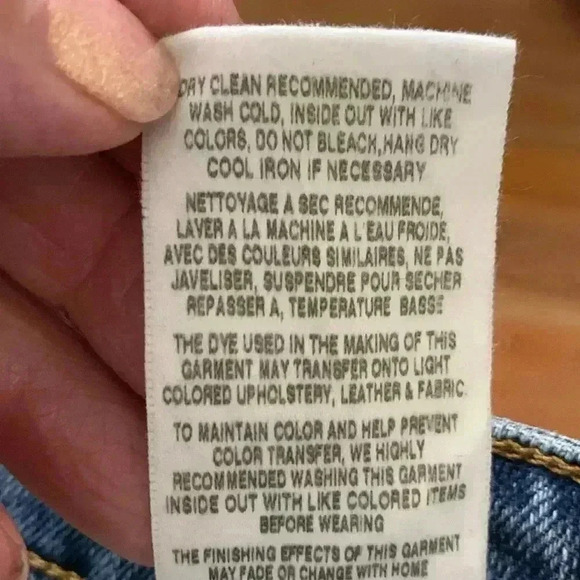 DRY CLEAN RECOMMENDED, MACHINE
WASH COLD, INSIDE OUT WITH LIKE
COLORS, DO NOT BLEACH, HANG DRY
COOL IRON IF NECESSARY
NETTOYAGE A SEC RECOMMENDE,
LAVER A LA MACHINE A L'EAU FROIDE,
AVEC DES COULEURS SIMILAIRES, NE PAS
JAVELISER, SUSPENDRE POUR SECHER
REPASSER A, TEMPERATURE BASSE
THE DYE USED IN THE MAKING OF THIS
GARMENT MAY TRANSFER ONTO LIGHT
COLORED UPHOLSTERY, LEATHER & FABRIC.
TO MAINTAIN COLOR AND HELP PREVENT
COLOR TRANSFER, WE HIGHLY
RECOMMENDED WASHING THIS GARMENT
INSIDE OUT WITH LIKE COLORED ITEMS
BEFORE WEARING
THE FINISHING EFFECTS OF THIS GARMENT
MAY FADE OR CHANGE WITH HOME